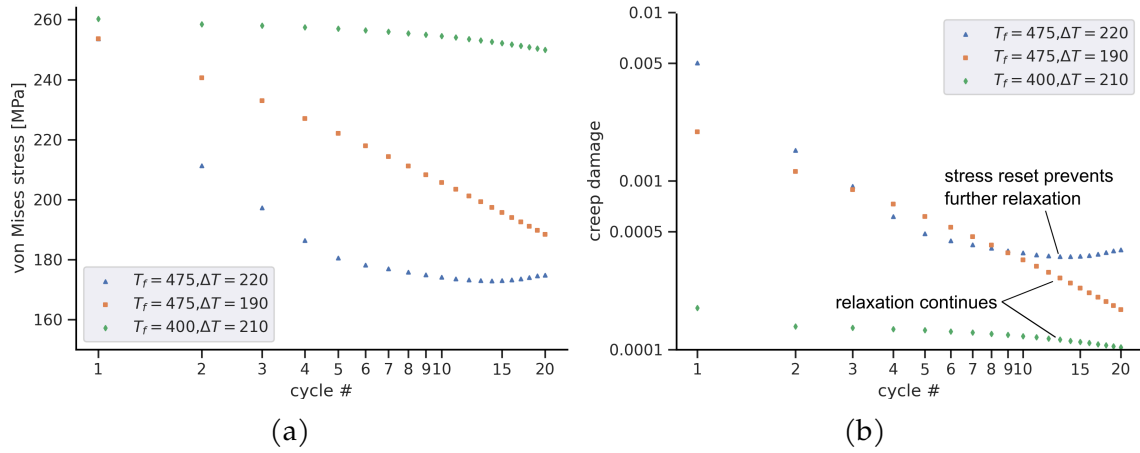 260
240
220
200
180
160
von Mises stress [MPa]
T_f = 475,ΔT = 220
T_f = 475,ΔT = 190
T_f = 400,ΔT = 210
1 2 3 4 5 6 7 8 9 10 15 20
cycle #
(a)
0.01
0.005
0.001
0.0005
0.0001
creep damage
T_f = 475,ΔT = 220
T_f = 475,ΔT = 190
T_f = 400,ΔT = 210
stress reset prevents
further relaxation
relaxation continues
1 2 3 4 5 6 7 8 9 10 15 20
cycle #
(b)